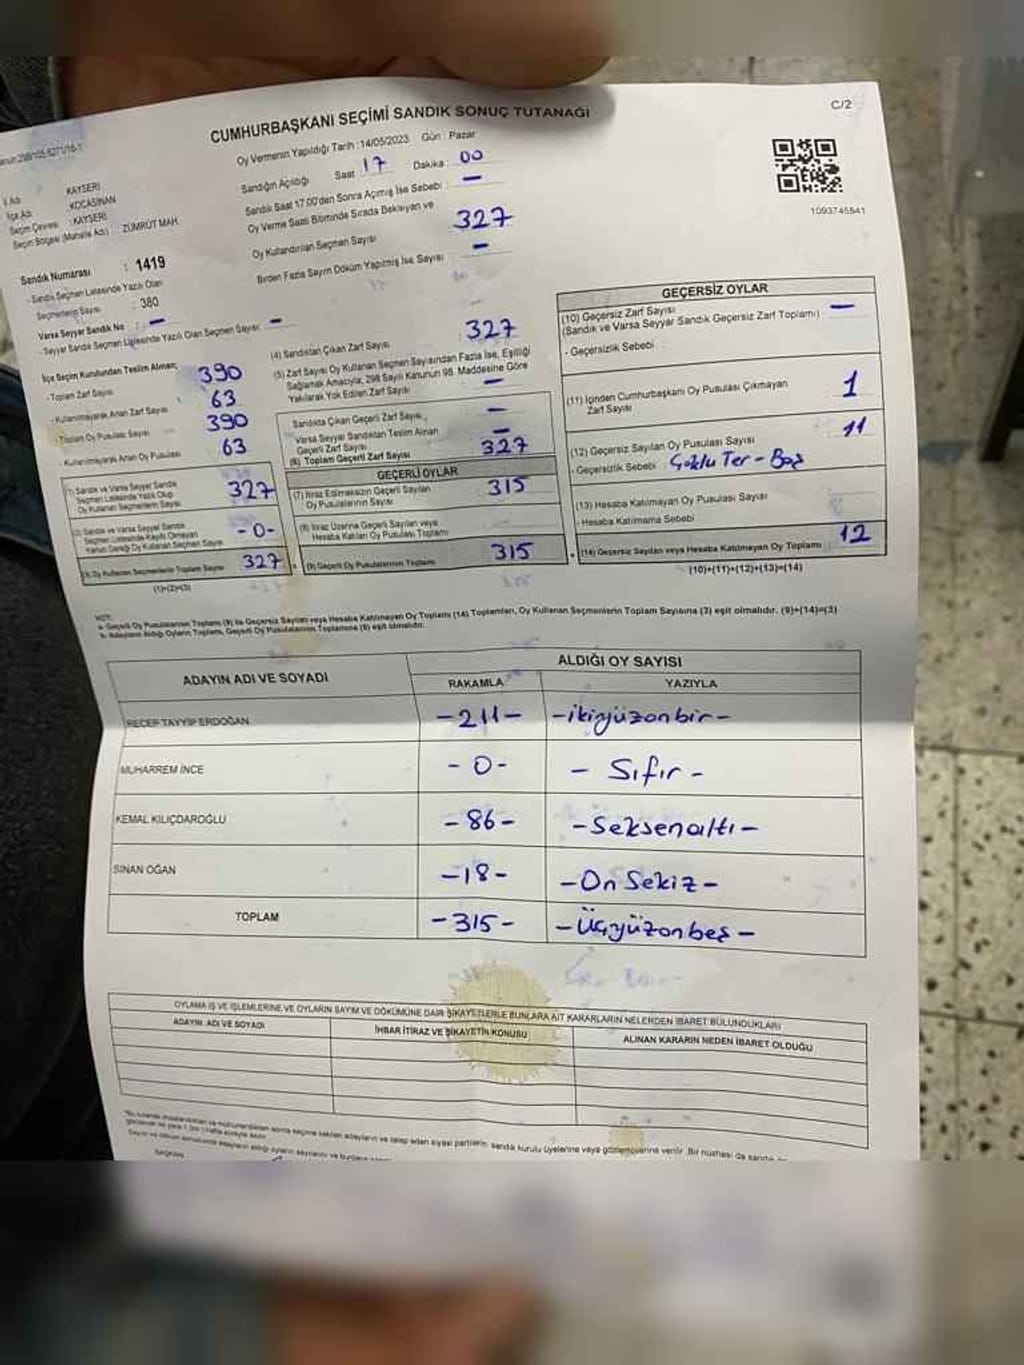 CUMHURBAŞKANI SEÇİMİ SANDIK SONUÇ TUTANAĞI
C/2
Oy Vermenin Yapıldığı Tarih : 14/05/2023 Gün : Pazar
Sandığın Açıldığı Saat 17 Dakika : 00
Sandık Saat 17.00'den Sonra Açılmış İse Sebebi : —
Oy Verme Saati Bitiminde Sırada Bekleyen ve
Oy Kullandırılan Seçmen Sayısı 327
Birden Fazla Sayım Döküm Yapılmış İse Sayısı : —
1093745841
İl Adı : KAYSERİ
İlçe Adı : KOCASİNAN
Seçim Çevresi : KAYSERİ
Seçim Bölgesi (Mahalle Adı) : ZÜMRÜT MAH.
Sandık Numarası : 1419
- Sandık Seçmen Listesinde Yazılı Olan
Seçmenlerin Sayısı : 380
Varsa Seyyar Sandık No : —
- Seyyar Sandık Seçmen Listesinde Yazılı Olan Seçmen Sayısı : —
İlçe Seçim Kurulundan Teslim Alınan;
- Toplam Zarf Sayısı 390
- Kullanılmayarak Artan Zarf Sayısı 63
- Toplam Oy Pusulası Sayısı 390
- Kullanılmayarak Artan Oy Pusulası 63
(1) Sandık ve Varsa Seyyar Sandık
Seçmen Listesinde Yazılı Olup
Oy Kullanan Seçmenlerin Sayısı 327
(2) Sandık ve Varsa Seyyar Sandık
Seçmen Listesinde Kayıtlı Olmayan
Kanun Gereği Oy Kullanan Seçmenlerin Sayısı -0-
(3) Oy Kullanan Seçmenlerin Toplam Sayısı 327
(1)+(2)=(3)
(4) Sandıktan Çıkan Zarf Sayısı 327
(5) Zarf Sayısı Oy Kullanan Seçmen Sayısından Fazla İse, Eşitliği
Sağlamak Amacıyla, 298 Sayılı Kanunun 98. Maddesine Göre
Yakılarak Yok Edilen Zarf Sayısı —
Sandıkta Çıkan Geçerli Zarf Sayısı —
Varsa Seyyar Sandıktan Teslim Alınan
Geçerli Zarf Sayısı —
(6) Toplam Geçerli Zarf Sayısı 327
GEÇERLİ OYLAR
(7) İtiraz Edilmeksizin Geçerli Sayılan
Oy Pusulalarının Sayısı 315
(8) İtiraz Üzerine Geçerli Sayılan veya
Hesaba Katılan Oy Pusulası Toplamı
(9) Geçerli Oy Pusulalarının Toplamı 315
GEÇERSİZ OYLAR
(10) Geçersiz Zarf Sayısı
(Sandık ve Varsa Seyyar Sandık Geçersiz Zarf Toplamı) —
- Geçersizlik Sebebi :
(11) İçinden Cumhurbaşkanı Oy Pusulası Çıkmayan
Zarf Sayısı 1
(12) Geçersiz Sayılan Oy Pusulası Sayısı 11
- Geçersizlik Sebebi Çoklu Ter - Boş
(13) Hesaba Katılmayan Oy Pusulası Sayısı
- Hesaba Katılmama Sebebi
(14) Geçersiz Sayılan veya Hesaba Katılmayan Oy Toplamı 12
(10)+(11)+(12)+(13)=(14)
NOT:
a- Geçerli Oy Pusulalarının Toplamı (9) ile Geçersiz Sayılan veya Hesaba Katılmayan Oy Toplamı (14) Toplamları, Oy Kullanan Seçmenlerin Toplam Sayısına (3) eşit olmalıdır. (9)+(14)=(3)
b- Adayların Aldığı Oyların Toplamı, Geçerli Oy Pusulalarının Toplamına (9) eşit olmalıdır.
ADAYIN ADI VE SOYADI
ALDIĞI OY SAYISI
RAKAMLA YAZIYLA
RECEP TAYYİP ERDOĞAN -211- -ikiyüzonbir-
MUHARREM İNCE -0- - Sıfır -
KEMAL KILIÇDAROĞLU -86- -Seksenaltı-
SİNAN OĞAN -18- -On Sekiz-
TOPLAM -315- -Üçyüzonbeş-
OYLAMA İŞ VE İŞLEMLERİNE VE OYLARIN SAYIM VE DÖKÜMÜNE DAİR ŞİKAYETLERLE BUNLARA AİT KARARLARIN NELERDEN İBARET BULUNDUKLARI
ADAYIN ADI VE SOYADI
İHBAR İTİRAZ VE ŞİKAYETİN KONUSU
ALINAN KARARIN NEDEN İBARET OLDUĞU
BAŞKAN